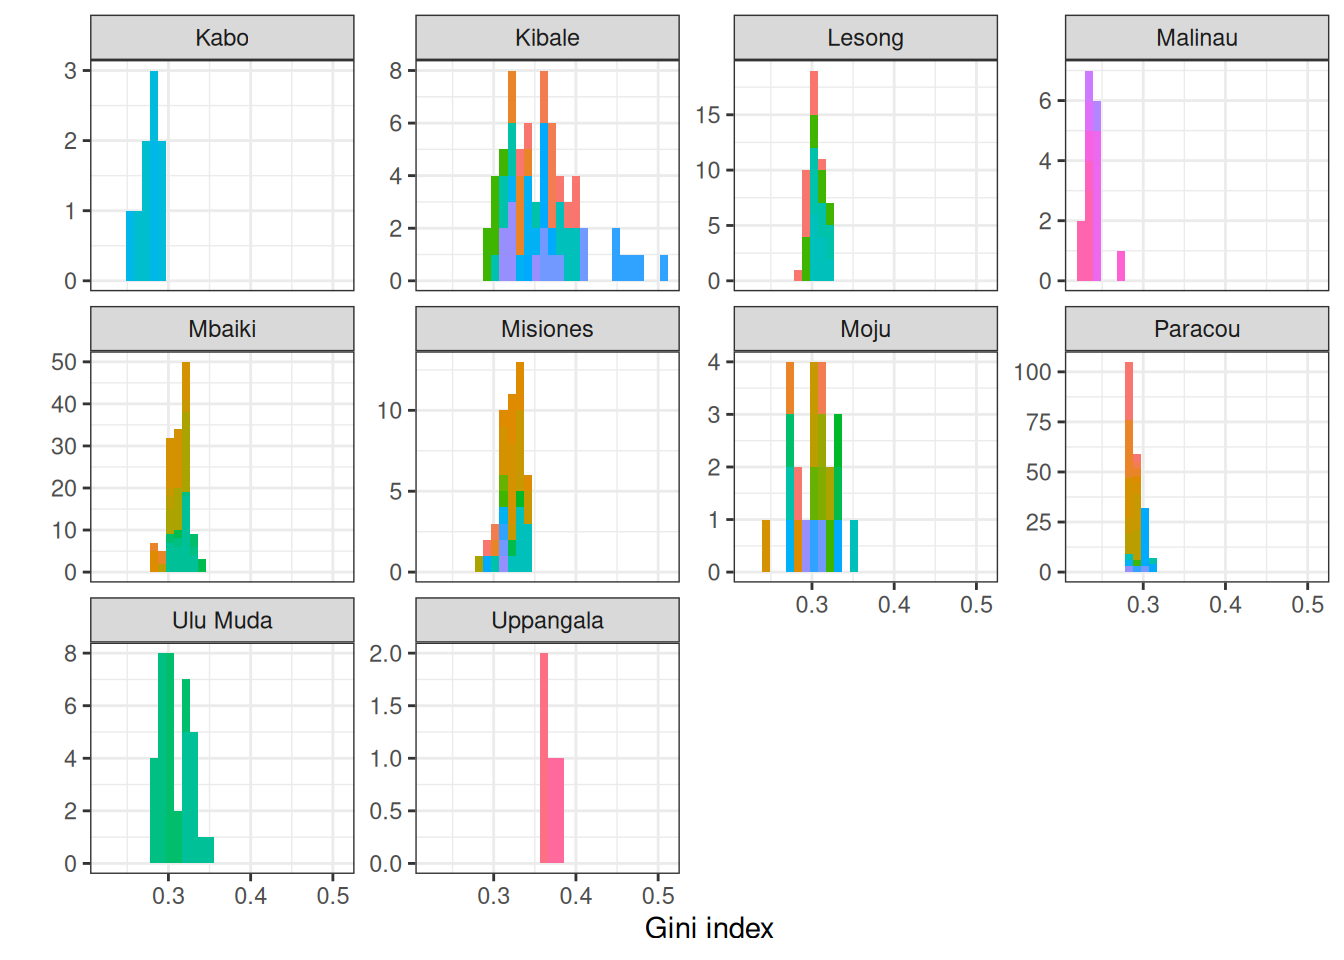 Kabo Kibale Lesong Malinau
3 2 1 0
8 6 4 2 0
15 10 5 0
6 4 2 0
Mbaiki Misiones Moju Paracou
50 40 30 20 10 0
10 5 0
4 3 2 1 0
100 75 50 25 0
0.3 0.4 0.5
0.3 0.4 0.5
Ulu Muda Uppangala
8 6 4 2 0
2.0 1.5 1.0 0.5 0.0
0.3 0.4 0.5
0.3 0.4 0.5
Gini index